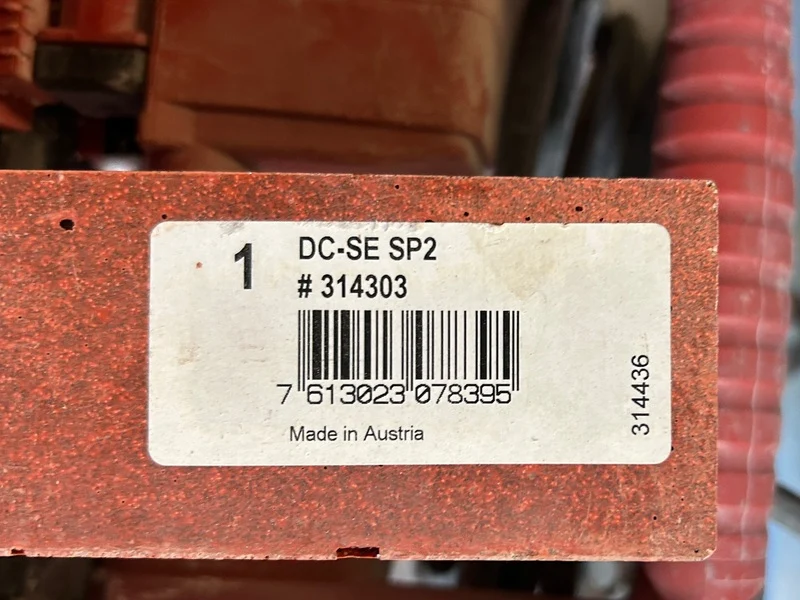 1
DC-SE SP2
# 314303
7 613023 078395
Made in Austria
314436